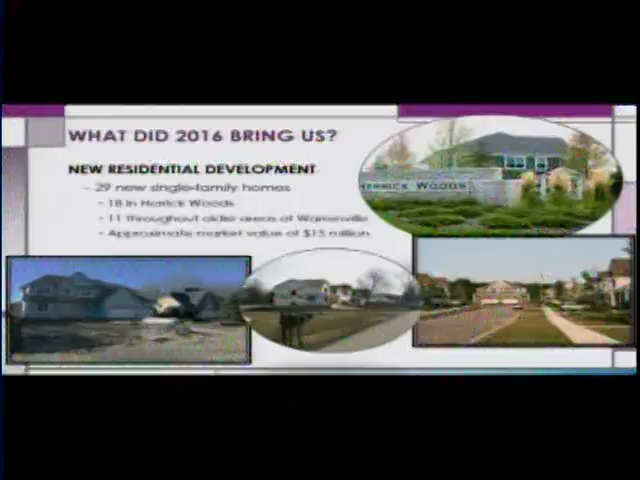 WHAT DID 2016 BRING US?
NEW RESIDENTIAL DEVELOPMENT
- 29 new single-family homes
- 18 in Herrick Woods
- 11 throughout older areas of Warrenville
- Approximate market value of $15 million
HERRICK WOODS